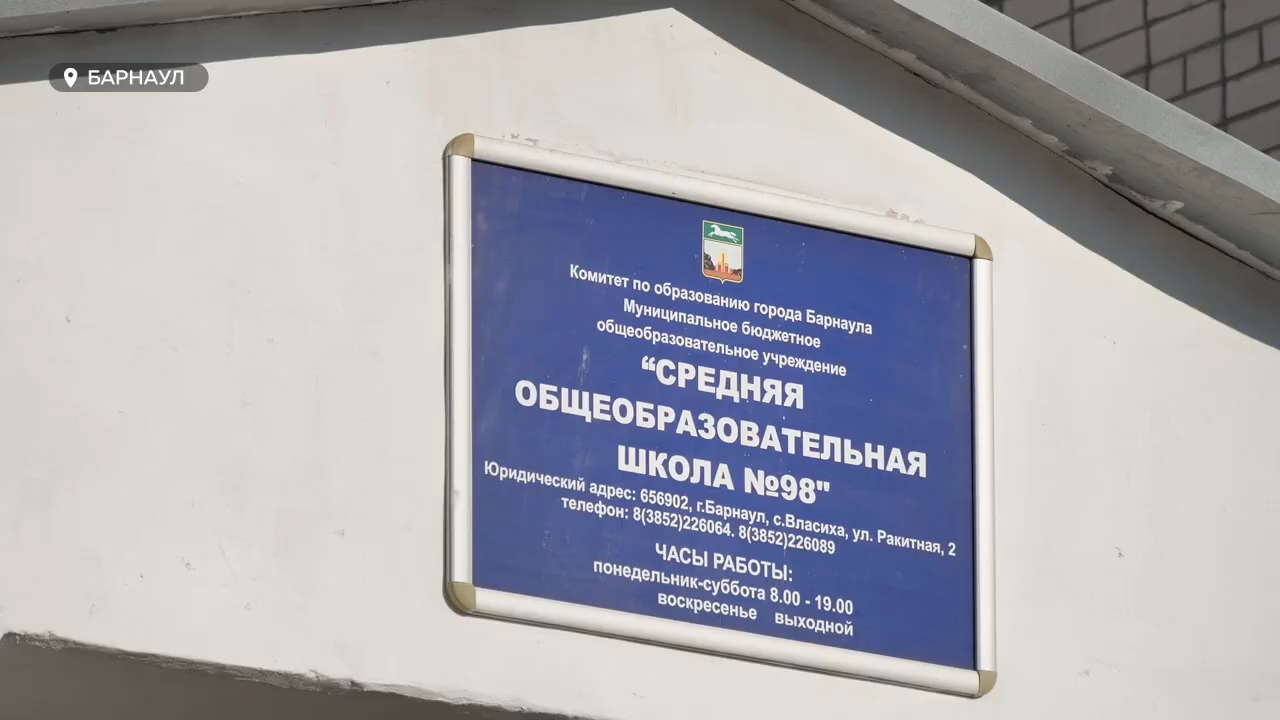 БАРНАУЛ
Комитет по образованию города Барнаула
Муниципальное бюджетное
общеобразовательное учреждение
“СРЕДНЯЯ
ОБЩЕОБРАЗОВАТЕЛЬНАЯ
ШКОЛА №98"
Юридический адрес: 656902, г.Барнаул, с.Власиха, ул. Ракитная, 2
телефон: 8(3852)226064. 8(3852)226089
ЧАСЫ РАБОТЫ:
понедельник-суббота 8.00 - 19.00
воскресенье выходной